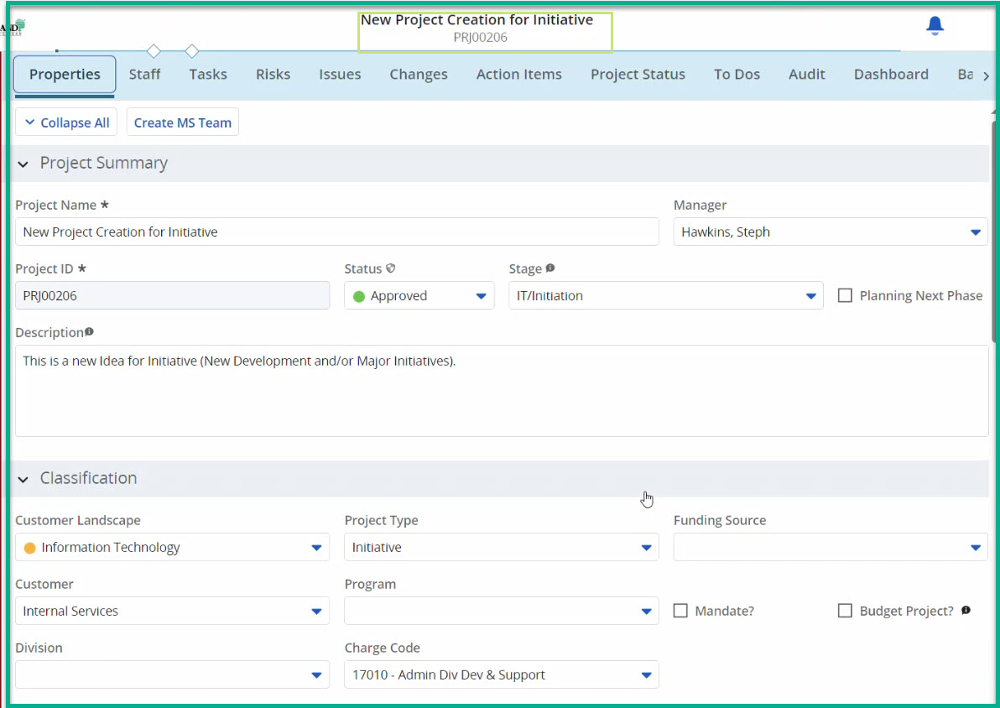 New Project Creation for Initiative
PRJ00206
Properties Staff Tasks Risks Issues Changes Action Items Project Status To Dos Audit Dashboard Ba
Collapse All Create MS Team
Project Summary
Project Name * Manager
New Project Creation for Initiative Hawkins, Steph
Project ID * Status Stage
PRJ00206 Approved IT/Initiation Planning Next Phase
Description
This is a new Idea for Initiative (New Development and/or Major Initiatives).
Classification
Customer Landscape Project Type Funding Source
Information Technology Initiative
Customer Program
Internal Services Mandate? Budget Project?
Division Charge Code
17010 - Admin Div Dev & Support